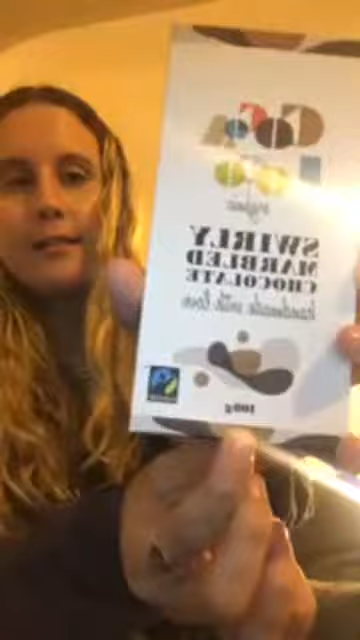 organic
SWIRLY
MARBLED
CHOCOLATE
handmade with love
100g